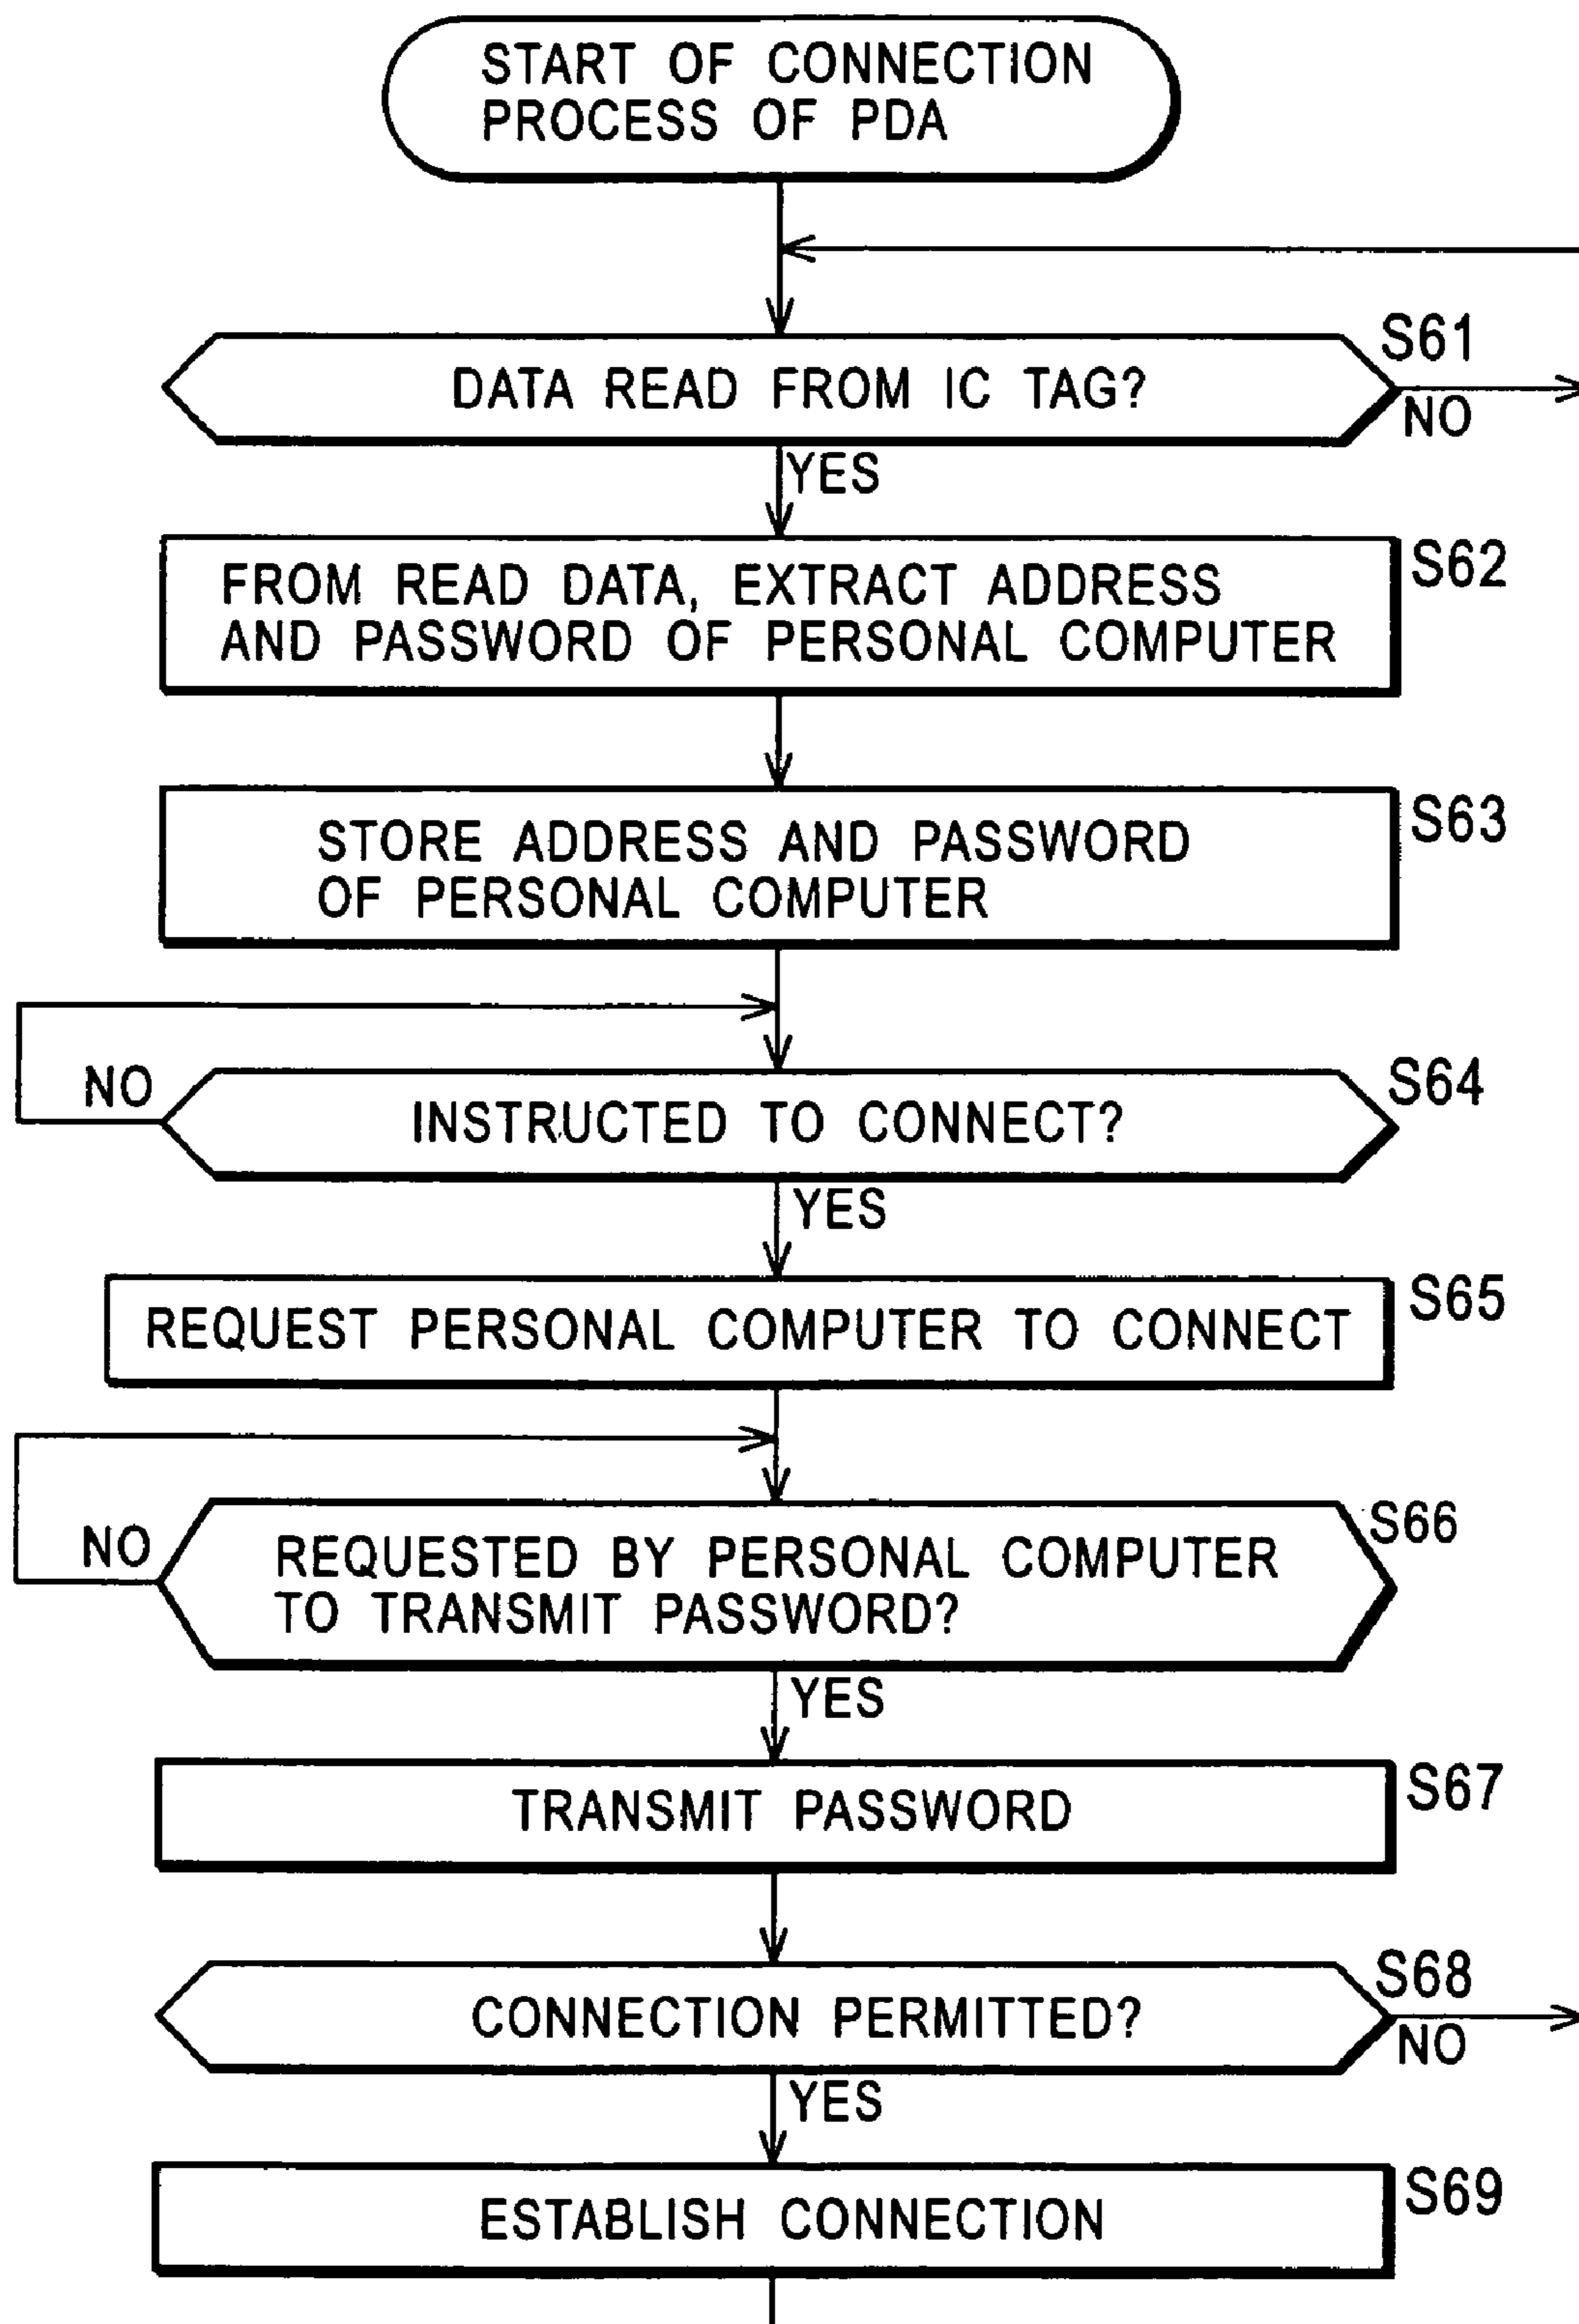 START OF CONNECTION
PROCESS OF PDA
S61
DATA READ FROM IC TAG?
NO
YES
S62
FROM READ DATA, EXTRACT ADDRESS
AND PASSWORD OF PERSONAL COMPUTER
S63
STORE ADDRESS AND PASSWORD
OF PERSONAL COMPUTER
S64
NO
INSTRUCTED TO CONNECT?
YES
S65
REQUEST PERSONAL COMPUTER TO CONNECT
S66
NO
REQUESTED BY PERSONAL COMPUTER
TO TRANSMIT PASSWORD?
YES
S67
TRANSMIT PASSWORD
S68
CONNECTION PERMITTED?
NO
YES
S69
ESTABLISH CONNECTION